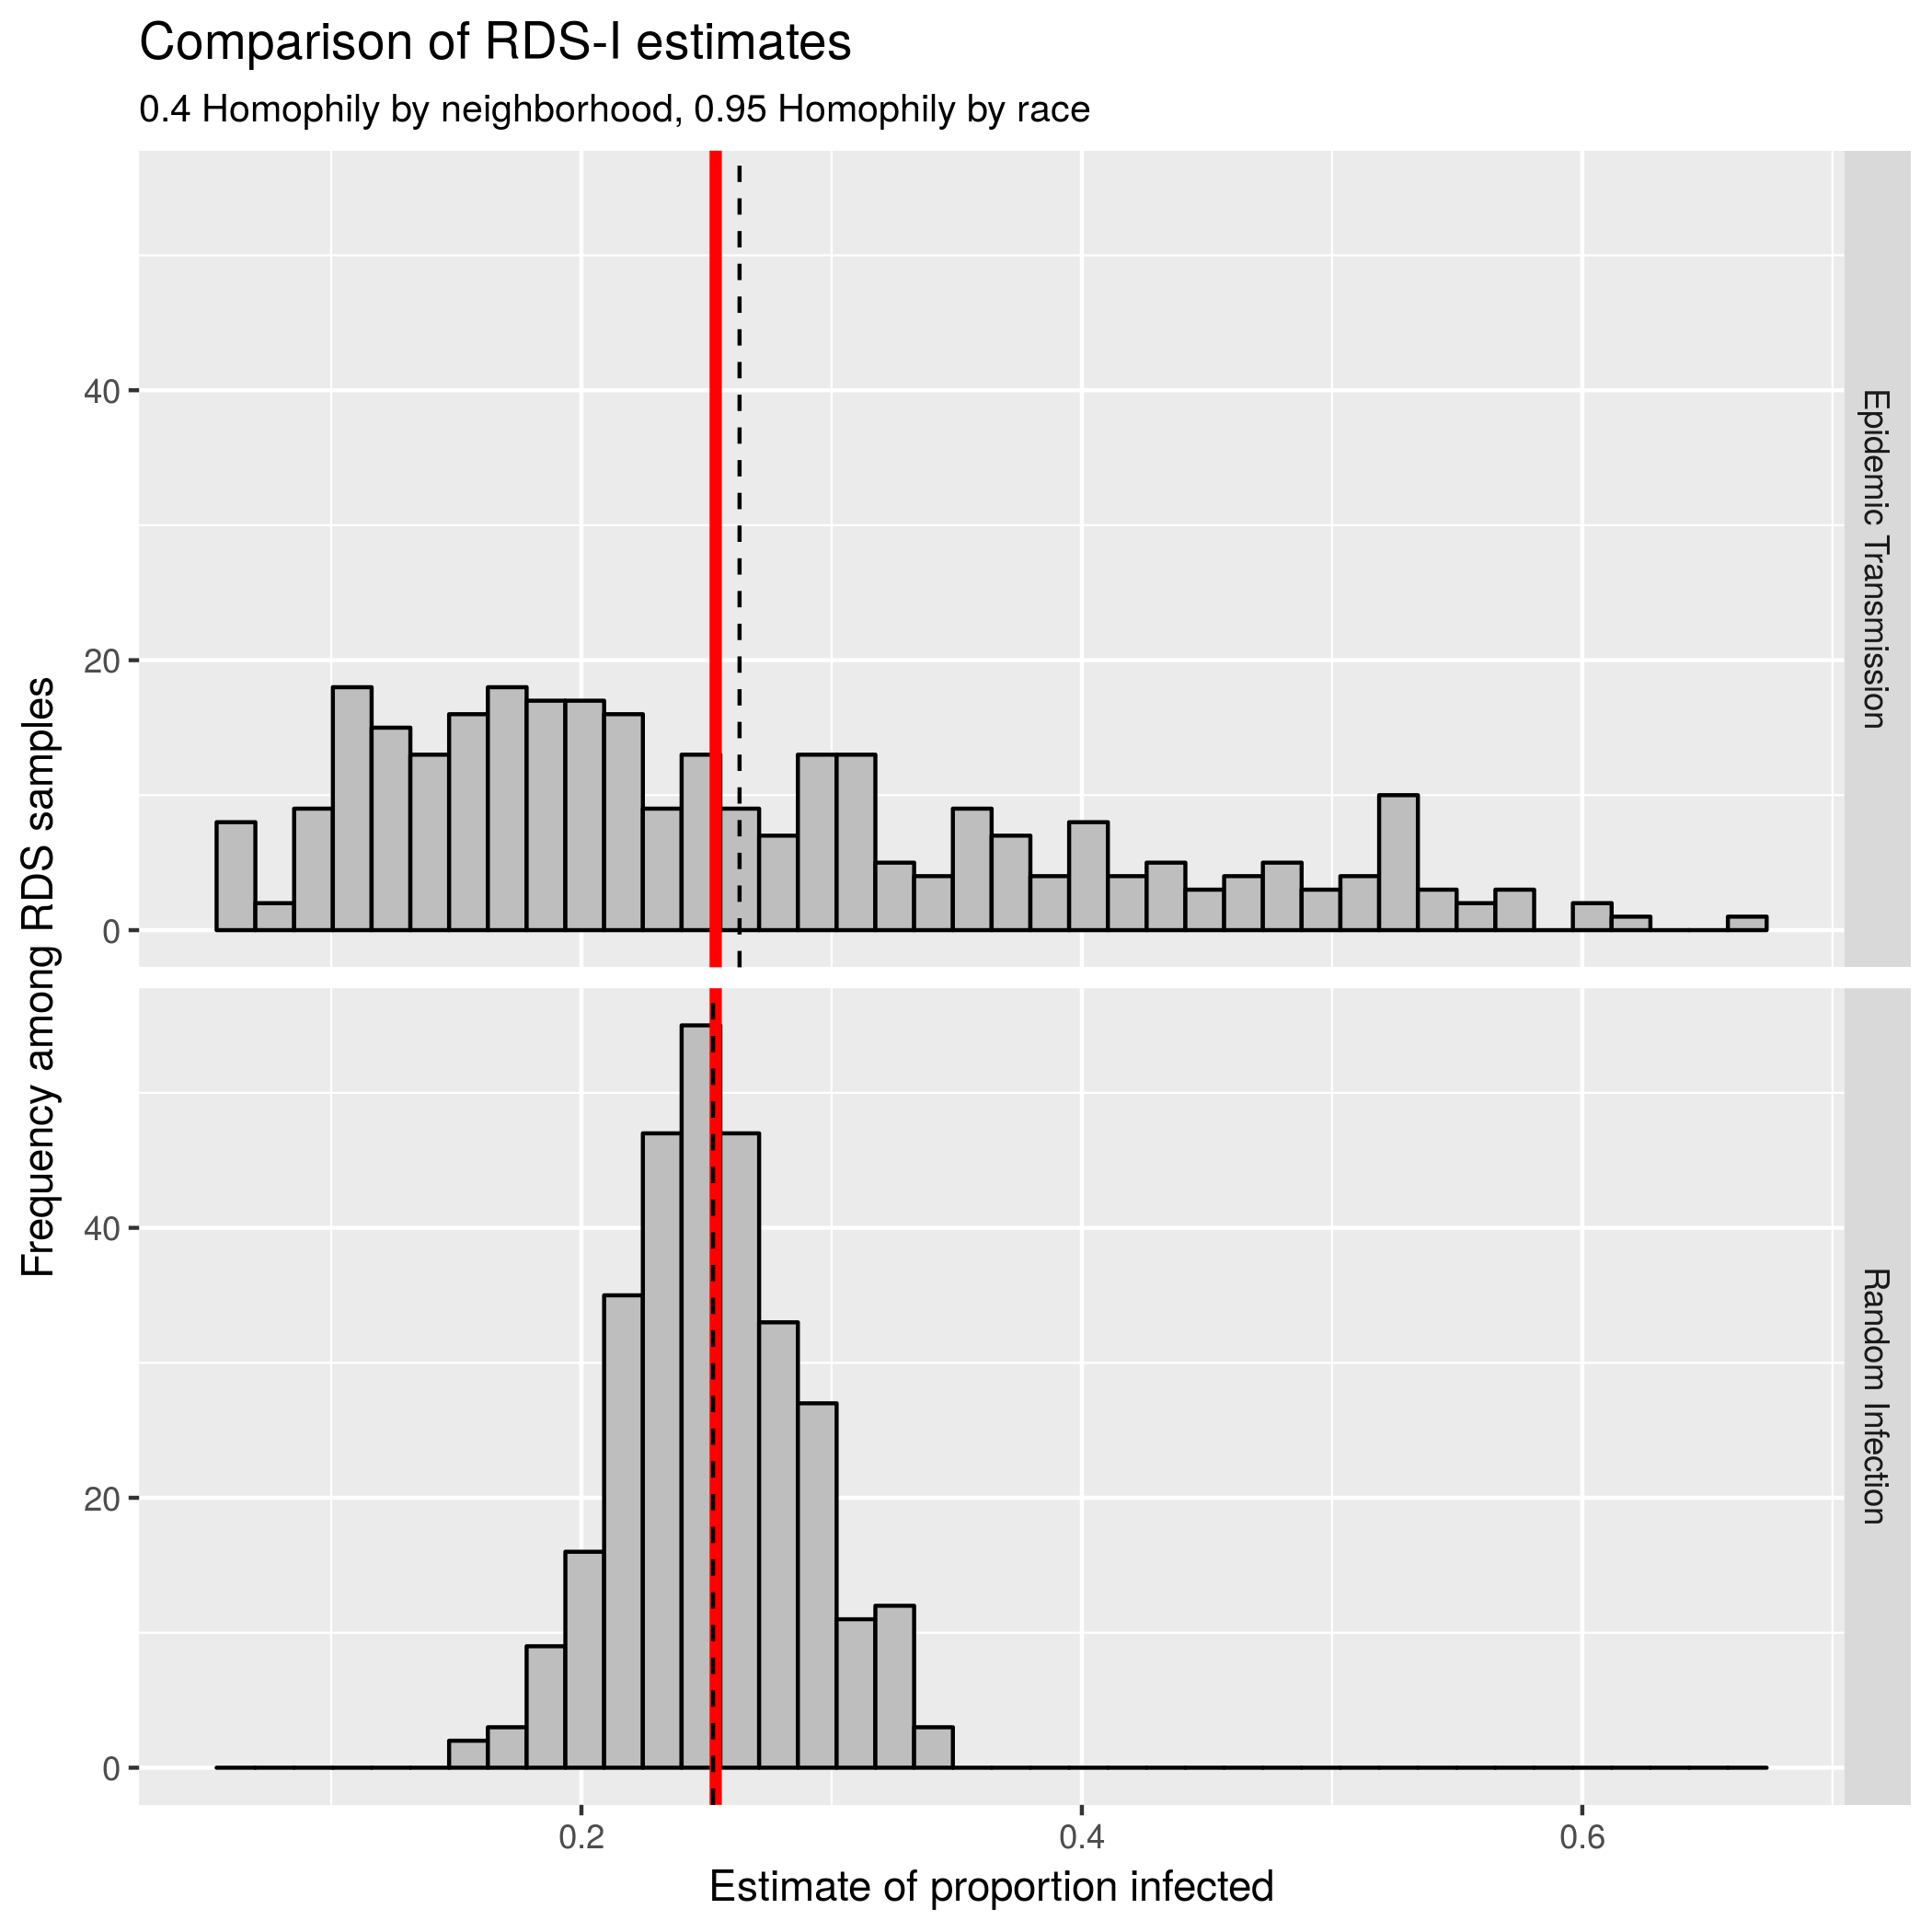 Comparison of RDS-I estimates
0.4 Homophily by neighborhood, 0.95 Homophily by race
Frequency among RDS samples
40
20
0
Epidemic Transmission
40
20
0
Random Infection
0.2 0.4 0.6
Estimate of proportion infected